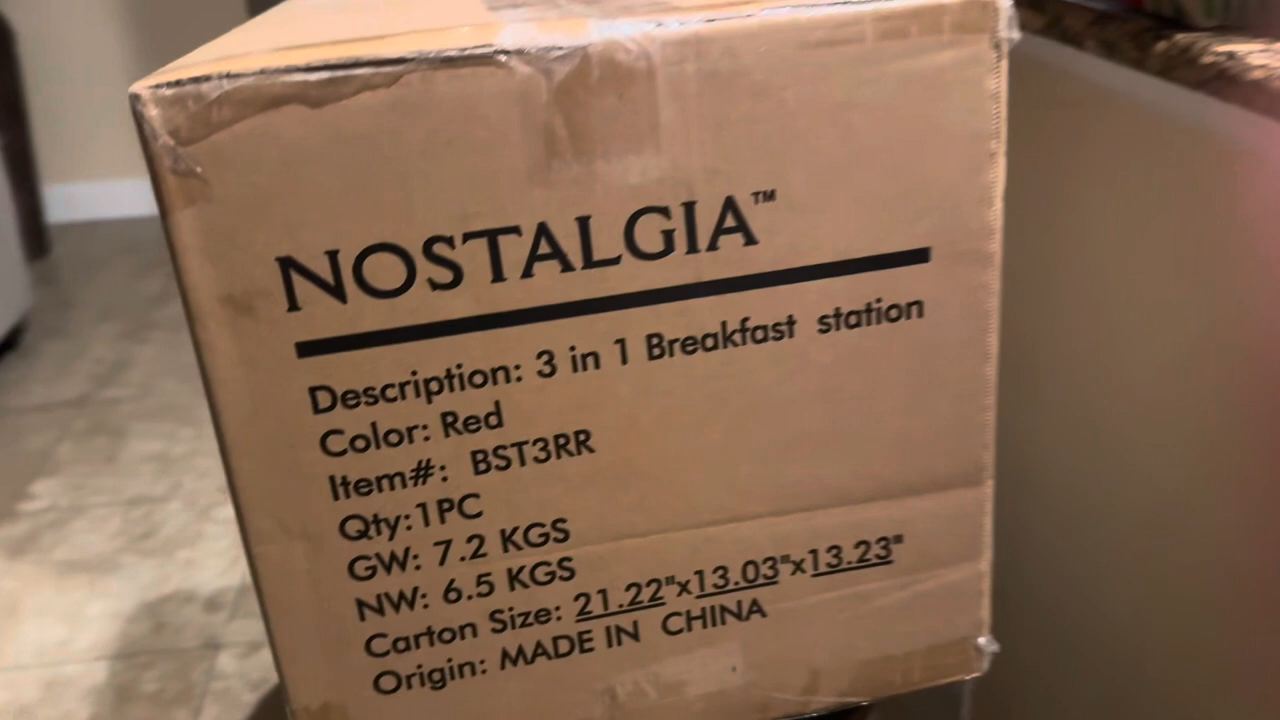 NOSTALGIA™
Description: 3 in 1 Breakfast station
Color: Red
Item#: BST3RR
Qty:1PC
GW: 7.2 KGS
NW: 6.5 KGS
Carton Size: 21.22"x13.03"x13.23"
Origin: MADE IN CHINA